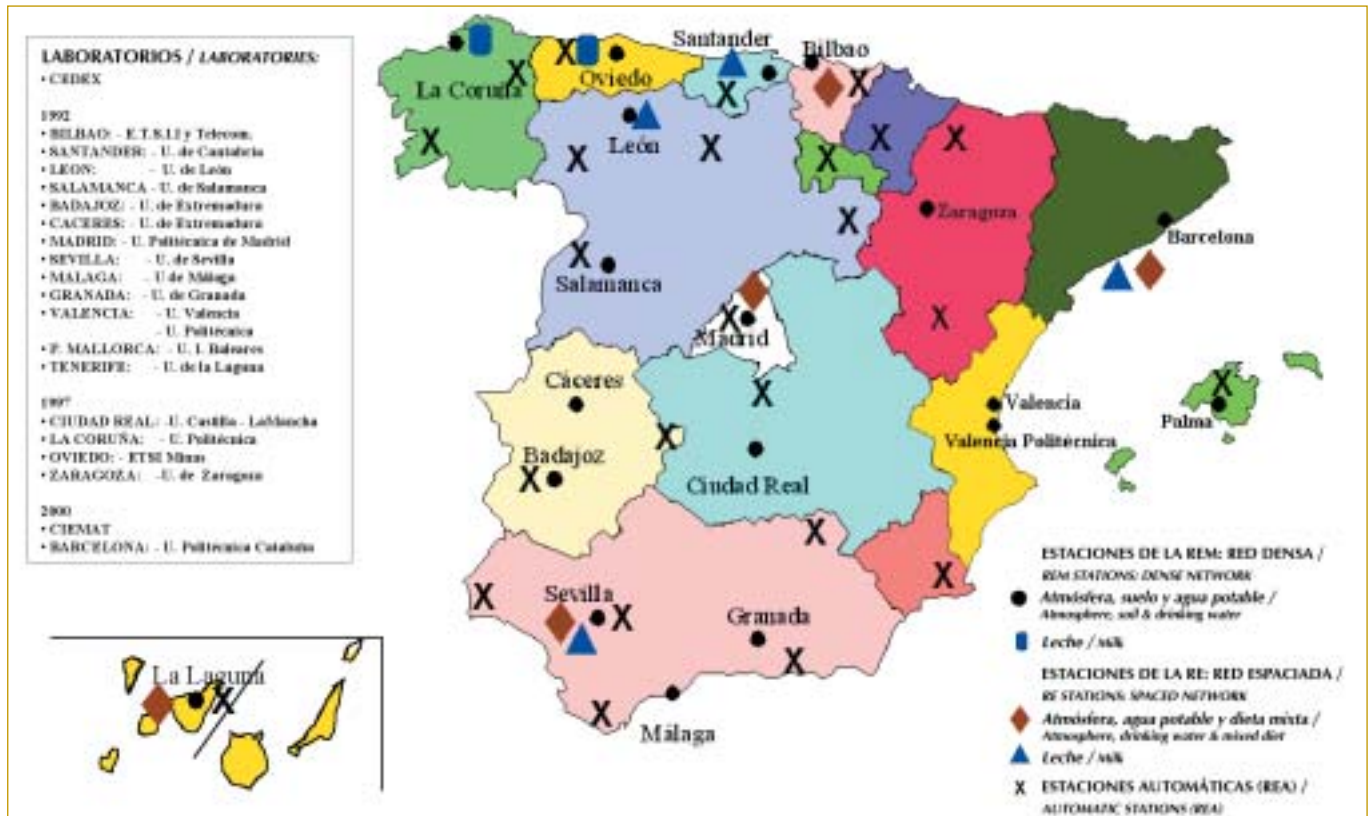 LABORATORIOS / LABORATORIES:
• CEDEX
1992
• BILBAO: - E.T.S.I.I y Telecom.
• SANTANDER: - U. de Cantabria
• LEON: - U. de León
• SALAMANCA - U. de Salamanca
• BADAJOZ: - U. de Extremadura
• CACERES: - U. de Extremadura
• MADRID: - U. Politécnica de Madrid
• SEVILLA: - U. de Sevilla
• MALAGA: - U de Málaga
• GRANADA: - U. de Granada
• VALENCIA: - U. Valencia
- U. Politécnica
• P. MALLORCA: - U. I. Baleares
• TENERIFE: - U. de la Laguna
1997
• CIUDAD REAL: -U. Castilla - LaMancha
• LA CORUÑA: - U. Politécnica
• OVIEDO: - ETSI Minas
• ZARAGOZA: -U. de Zaragoza
2000
• CIEMAT
• BARCELONA: - U. Politécnica Cataluña
La Coruña
Oviedo
Santander
Bilbao
León
Zaragoza
Barcelona
Salamanca
Madrid
Cáceres
Badajoz
Ciudad Real
Valencia
Valencia Politécnica
Palma
Sevilla
Granada
Málaga
La Laguna
ESTACIONES DE LA REM: RED DENSA /
REM STATIONS: DENSE NETWORK
Atmósfera, suelo y agua potable /
Atmosphere, soil & drinking water
Leche / Milk
ESTACIONES DE LA RE: RED ESPACIADA /
RE STATIONS: SPACED NETWORK
Atmósfera, agua potable y dieta mixta /
Atmosphere, drinking water & mixed diet
Leche / Milk
X ESTACIONES AUTOMÁTICAS (REA) /
AUTOMATIC STATIONS (REA)